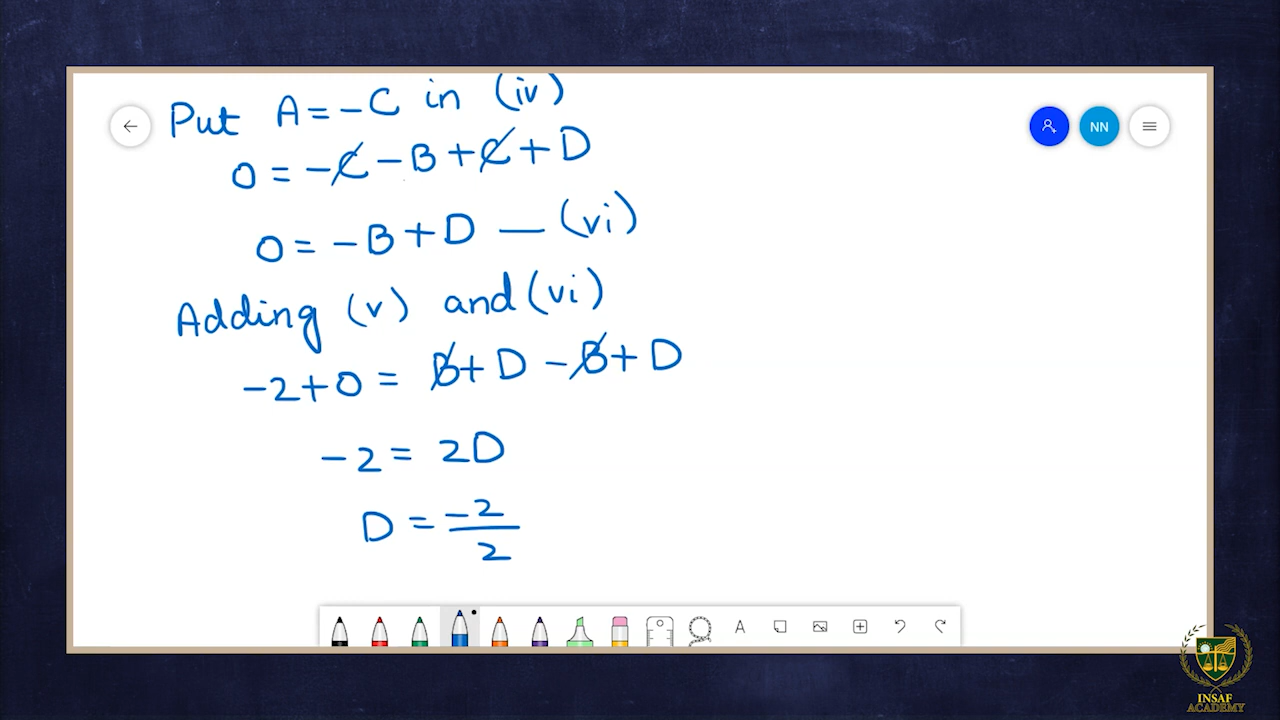 Put A = -C in (iv)
0 = -C - B + C + D
0 = -B + D — (vi)
Adding (v) and (vi)
-2+0 = B + D - B + D
-2 = 2D
D = -2/2
NN
A
INSAF
ACADEMY